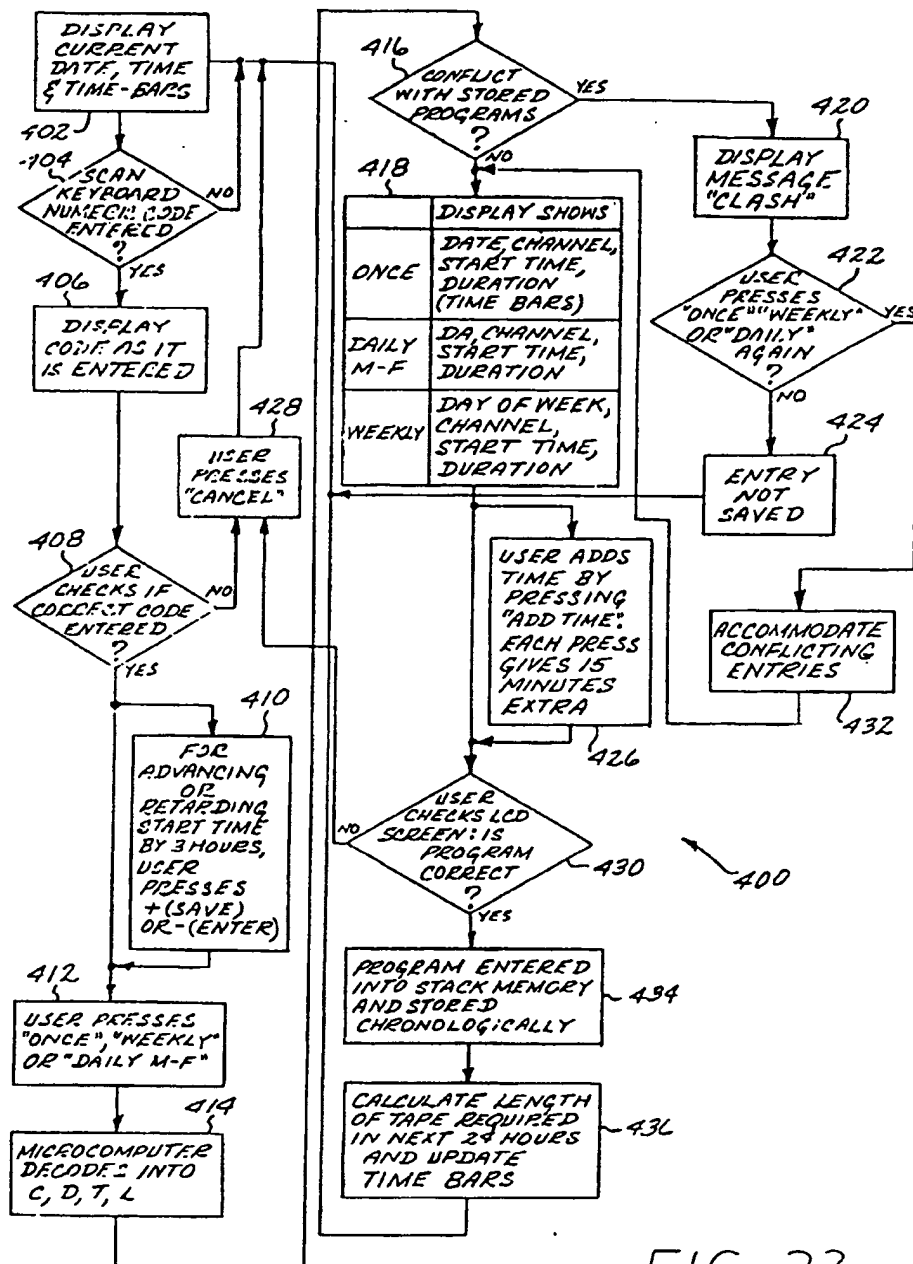 DISPLAY
CURRENT
DATE, TIME
& TIME-BARS
402
-104
SCAN
KEYBOARD
NUMERIC CODE
ENTERED
?
NO
YES
406
DISPLAY
CODE AS IT
IS ENTERED
428
USER
PRESSES
"CANCEL"
408
USER
CHECKS IF
CORRECT CODE
ENTERED
?
NO
YES
410
FOR
ADVANCING
OR
RETARDING
START TIME
BY 3 HOURS,
USER
PRESSES
+(SAVE)
OR-(ENTER)
412
USER PRESSES
"ONCE", "WEEKLY"
OR "DAILY M-F"
414
MICROCOMPUTER
DECODES INTO
C, D, T, L
416
CONFLICT
WITH STORED
PROGRAMS
?
YES
NO
418
DISPLAY SHOWS
ONCE
DATE, CHANNEL,
START TIME,
DURATION
(TIME BARS)
DAILY
M-F
DA, CHANNEL,
START TIME,
DURATION
WEEKLY
DAY OF WEEK,
CHANNEL,
START TIME,
DURATION
420
DISPLAY
MESSAGE
"CLASH"
422
USER
PRESSES
"ONCE""WEEKLY"
OR"DAILY"
AGAIN
?
YES
NO
424
ENTRY
NOT
SAVED
USER ADDS
TIME BY
PRESSING
"ADD TIME".
EACH PRESS
GIVES 15
MINUTES
EXTRA
426
ACCOMMODATE
CONFLICTING
ENTRIES
432
USER
CHECKS LCD
SCREEN: IS
PROGRAM
CORRECT
?
NO
YES
430
400
PROGRAM ENTERED
INTO STACK MEMORY
AND STORED
CHRONOLOGICALLY
434
CALCULATE LENGTH
OF TAPE REQUIRED
IN NEXT 24 HOURS
AND UPDATE
TIME BARS
436